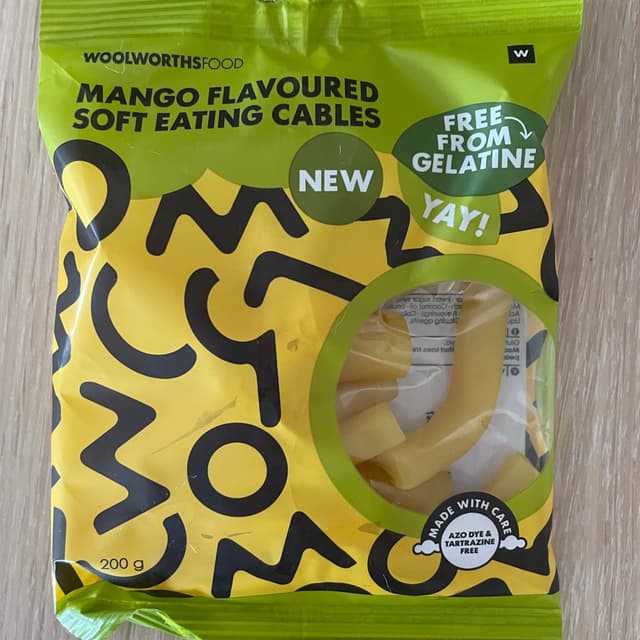 WOOLWORTHSFOOD
W
MANGO FLAVOURED
SOFT EATING CABLES
NEW
FREE
FROM
GELATINE
YAY!
MADE WITH CARE
AZO DYE &
TARTRAZINE
FREE
200 g